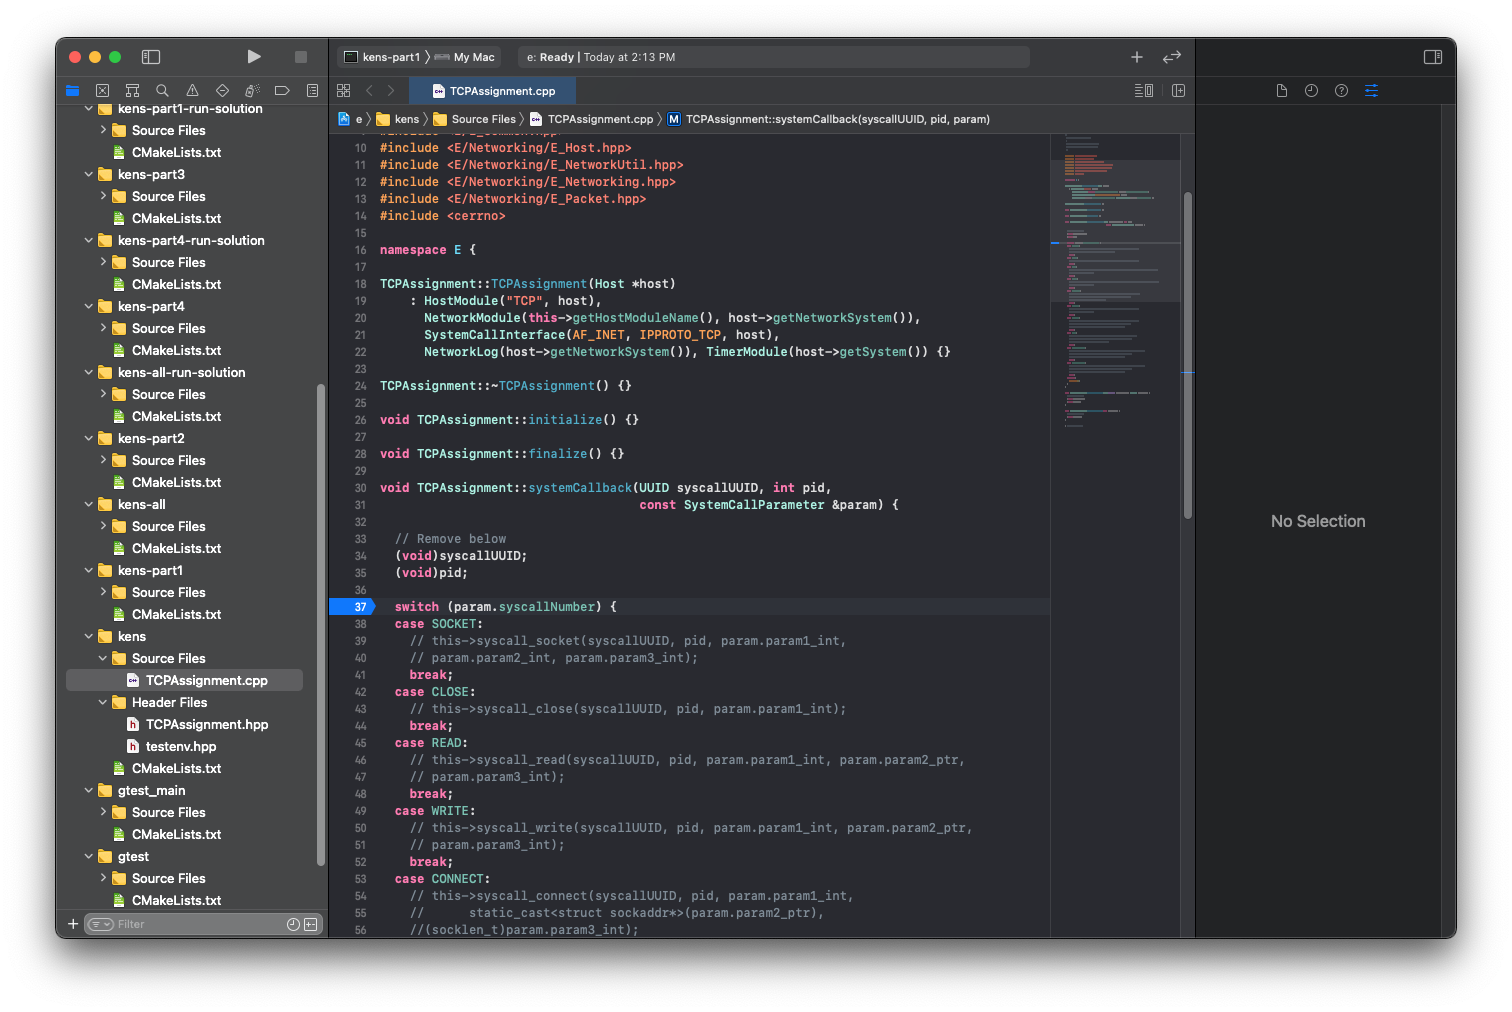 kens-part1 〉 My Mac
e: Ready | Today at 2:13 PM
TCPAssignment.cpp
e 〉 kens 〉 Source Files 〉 TCPAssignment.cpp 〉 M TCPAssignment::systemCallback(syscallUUID, pid, param)
kens-part1-run-solution
Source Files
CMakeLists.txt
kens-part3
Source Files
CMakeLists.txt
kens-part4-run-solution
Source Files
CMakeLists.txt
kens-part4
Source Files
CMakeLists.txt
kens-all-run-solution
Source Files
CMakeLists.txt
kens-part2
Source Files
CMakeLists.txt
kens-all
Source Files
CMakeLists.txt
kens-part1
Source Files
CMakeLists.txt
kens
Source Files
TCPAssignment.cpp
Header Files
TCPAssignment.hpp
testenv.hpp
CMakeLists.txt
gtest_main
Source Files
CMakeLists.txt
gtest
Source Files
CMakeLists.txt
Filter
10 #include <E/Networking/E_Host.hpp>
11 #include <E/Networking/E_NetworkUtil.hpp>
12 #include <E/Networking/E_Networking.hpp>
13 #include <E/Networking/E_Packet.hpp>
14 #include <cerrno>
15
16 namespace E {
17
18 TCPAssignment::TCPAssignment(Host *host)
19     : HostModule("TCP", host),
20       NetworkModule(this->getHostModuleName(), host->getNetworkSystem()),
21       SystemCallInterface(AF_INET, IPPROTO_TCP, host),
22       NetworkLog(host->getNetworkSystem()), TimerModule(host->getSystem()) {}
23
24 TCPAssignment::~TCPAssignment() {}
25
26 void TCPAssignment::initialize() {}
27
28 void TCPAssignment::finalize() {}
29
30 void TCPAssignment::systemCallback(UUID syscallUUID, int pid,
31                                    const SystemCallParameter &param) {
32
33   // Remove below
34   (void)syscallUUID;
35   (void)pid;
36
37   switch (param.syscallNumber) {
38   case SOCKET:
39     // this->syscall_socket(syscallUUID, pid, param.param1_int,
40     // param.param2_int, param.param3_int);
41     break;
42   case CLOSE:
43     // this->syscall_close(syscallUUID, pid, param.param1_int);
44     break;
45   case READ:
46     // this->syscall_read(syscallUUID, pid, param.param1_int, param.param2_ptr,
47     // param.param3_int);
48     break;
49   case WRITE:
50     // this->syscall_write(syscallUUID, pid, param.param1_int, param.param2_ptr,
51     // param.param3_int);
52     break;
53   case CONNECT:
54     // this->syscall_connect(syscallUUID, pid, param.param1_int,
55     //      static_cast<struct sockaddr*>(param.param2_ptr),
56     //(socklen_t)param.param3_int);
No Selection